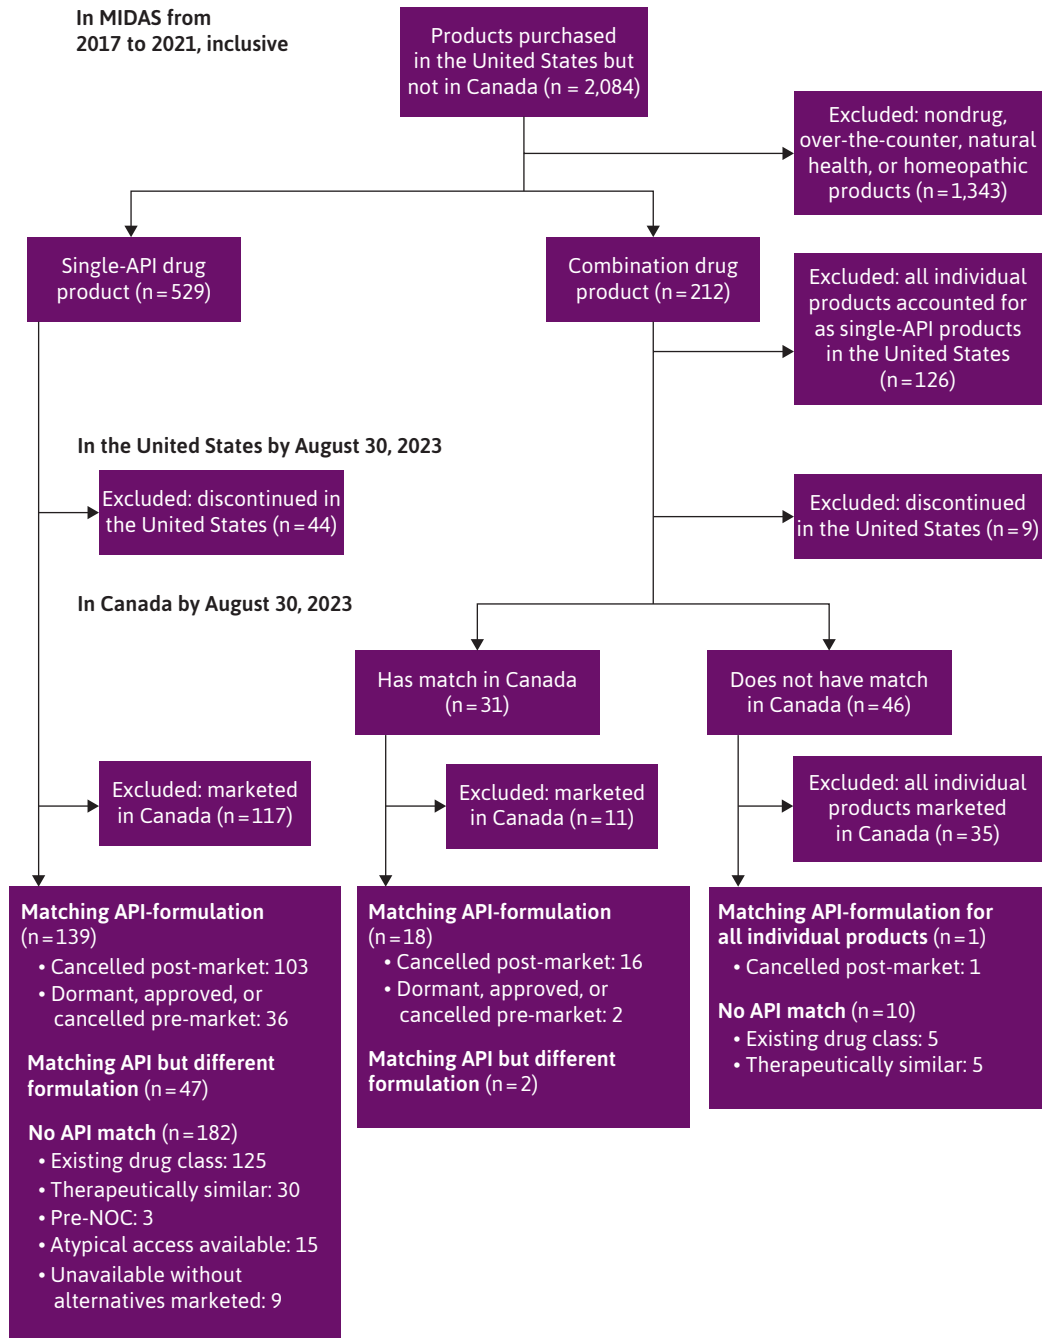 In MIDAS from
2017 to 2021, inclusive
Products purchased
in the United States but
not in Canada (n = 2,084)
Excluded: nondrug,
over-the-counter, natural
health, or homeopathic
products (n = 1,343)
Single-API drug
product (n = 529)
Combination drug
product (n = 212)
Excluded: all individual
products accounted for
as single-API products
in the United States
(n = 126)
In the United States by August 30, 2023
Excluded: discontinued in
the United States (n = 44)
Excluded: discontinued
in the United States (n = 9)
In Canada by August 30, 2023
Has match in Canada
(n = 31)
Does not have match
in Canada (n = 46)
Excluded: marketed
in Canada (n = 117)
Excluded: marketed
in Canada (n = 11)
Excluded: all individual
products marketed
in Canada (n = 35)
Matching API-formulation
(n = 139)
• Cancelled post-market: 103
• Dormant, approved, or
cancelled pre-market: 36
Matching API but different
formulation (n = 47)
No API match (n = 182)
• Existing drug class: 125
• Therapeutically similar: 30
• Pre-NOC: 3
• Atypical access available: 15
• Unavailable without
alternatives marketed: 9
Matching API-formulation
(n = 18)
• Cancelled post-market: 16
• Dormant, approved, or
cancelled pre-market: 2
Matching API but different
formulation (n = 2)
Matching API-formulation for
all individual products (n = 1)
• Cancelled post-market: 1
No API match (n = 10)
• Existing drug class: 5
• Therapeutically similar: 5